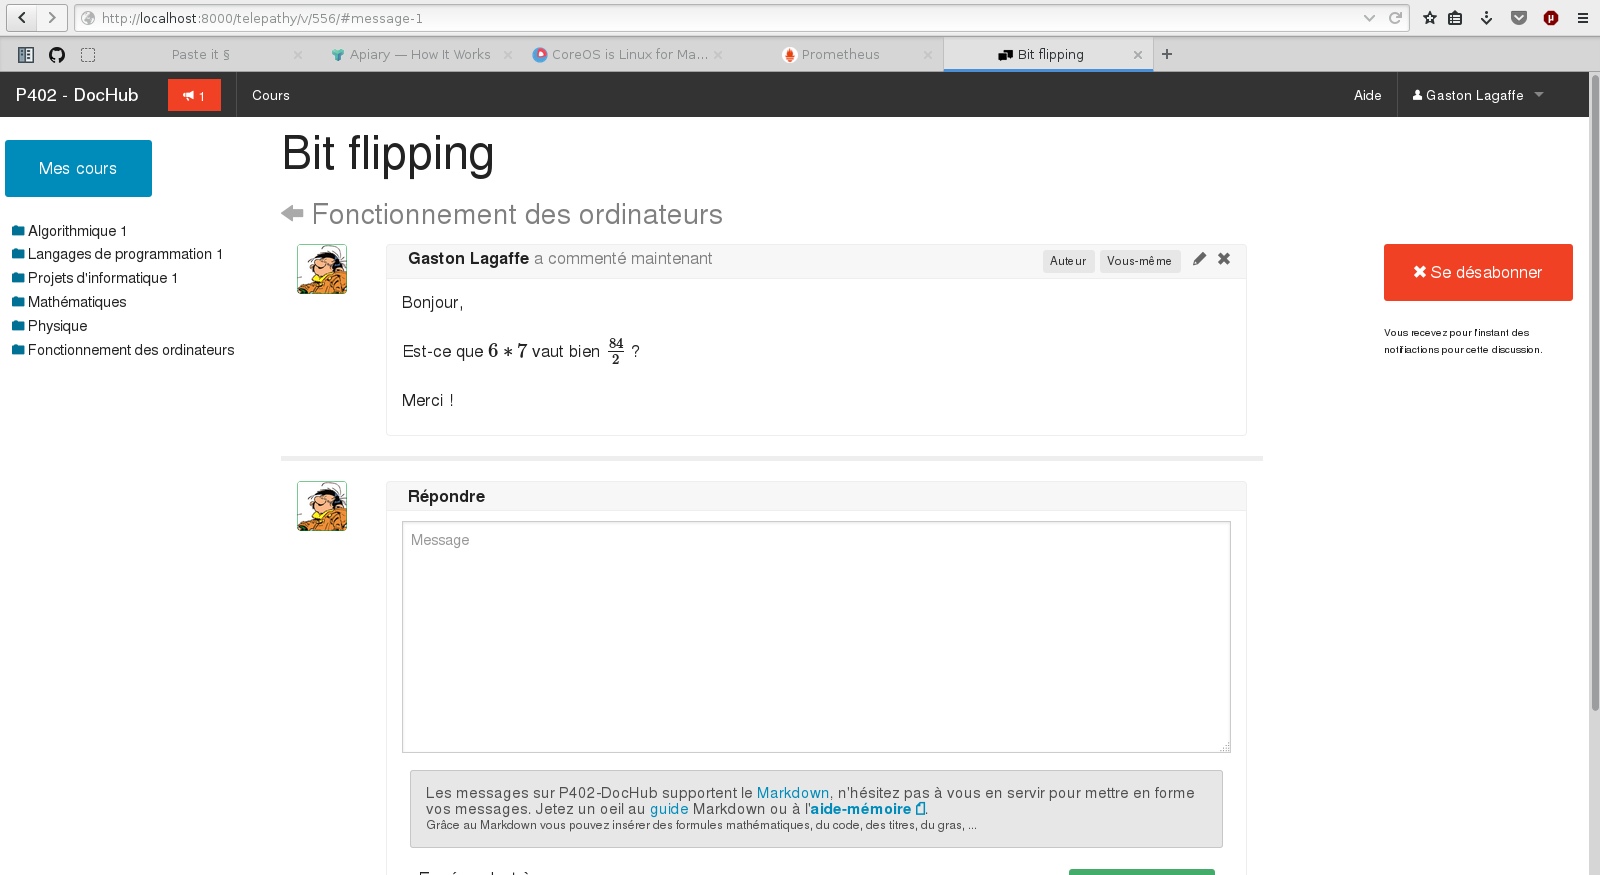 http://localhost:8000/telepathy/v/556/#message-1
Paste it §
Apiary — How It Works
CoreOS is Linux for Ma...
Prometheus
Bit flipping
P402 - DocHub
1
Cours
Aide
Gaston Lagaffe
Mes cours
Algorithmique 1
Langages de programmation 1
Projets d'informatique 1
Mathématiques
Physique
Fonctionnement des ordinateurs
Bit flipping
Fonctionnement des ordinateurs
Gaston Lagaffe a commenté maintenant
Auteur
Vous-même
Bonjour,
Est-ce que 6 * 7 vaut bien 84/2 ?
Merci !
Se désabonner
Vous recevez pour l'instant des
notifiactions pour cette discussion.
Répondre
Message
Les messages sur P402-DocHub supportent le Markdown, n'hésitez pas à vous en servir pour mettre en forme
vos messages. Jetez un oeil au guide Markdown ou à l'aide-mémoire.
Grâce au Markdown vous pouvez insérer des formules mathématiques, du code, des titres, du gras, ...